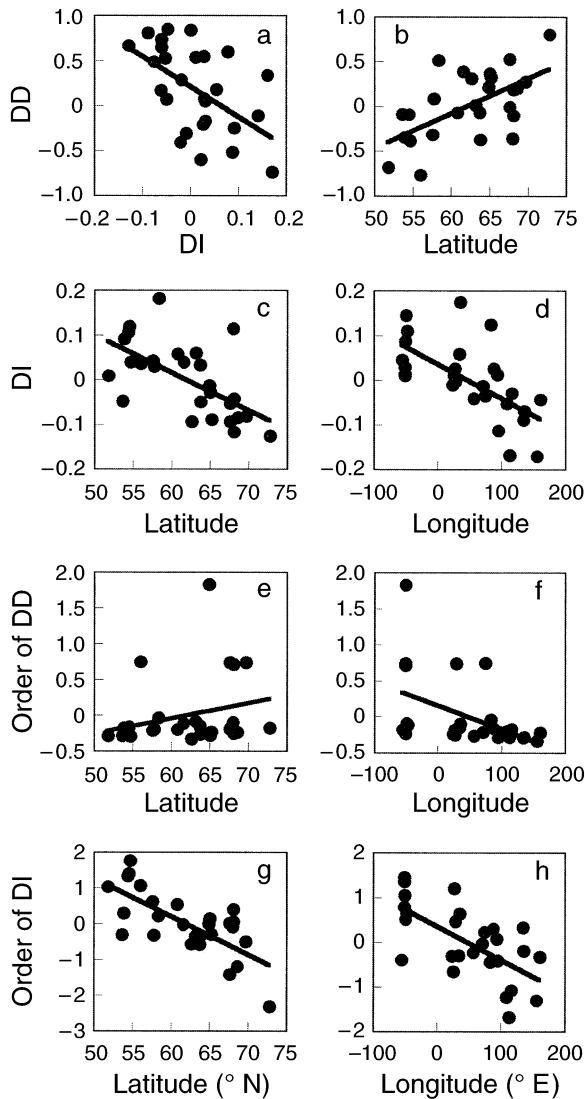 1.0
0.5
0
−0.5
1.0
DD
a
−0.2 −0.1 0 0.1 0.2
DI
1.0
0.5
0
−0.5
1.0
b
50 55 60 65 70 75
Latitude
0.2
0.1
0
−0.1
−0.2
DI
c
50 55 60 65 70 75
Latitude
0.2
0.1
0
−0.1
−0.2
d
−100 0 100 200
Longitude
2.0
1.5
1.0
0.5
0
−0.5
Order of DD
e
50 55 60 65 70 75
Latitude
2.0
1.5
1.0
0.5
0
−0.5
f
−100 0 100 200
Longitude
2
1
0
−1
−2
−3
Order of DI
g
50 55 60 65 70 75
Latitude (° N)
2
1
0
−1
−2
h
−100 0 100 200
Longitude (° E)